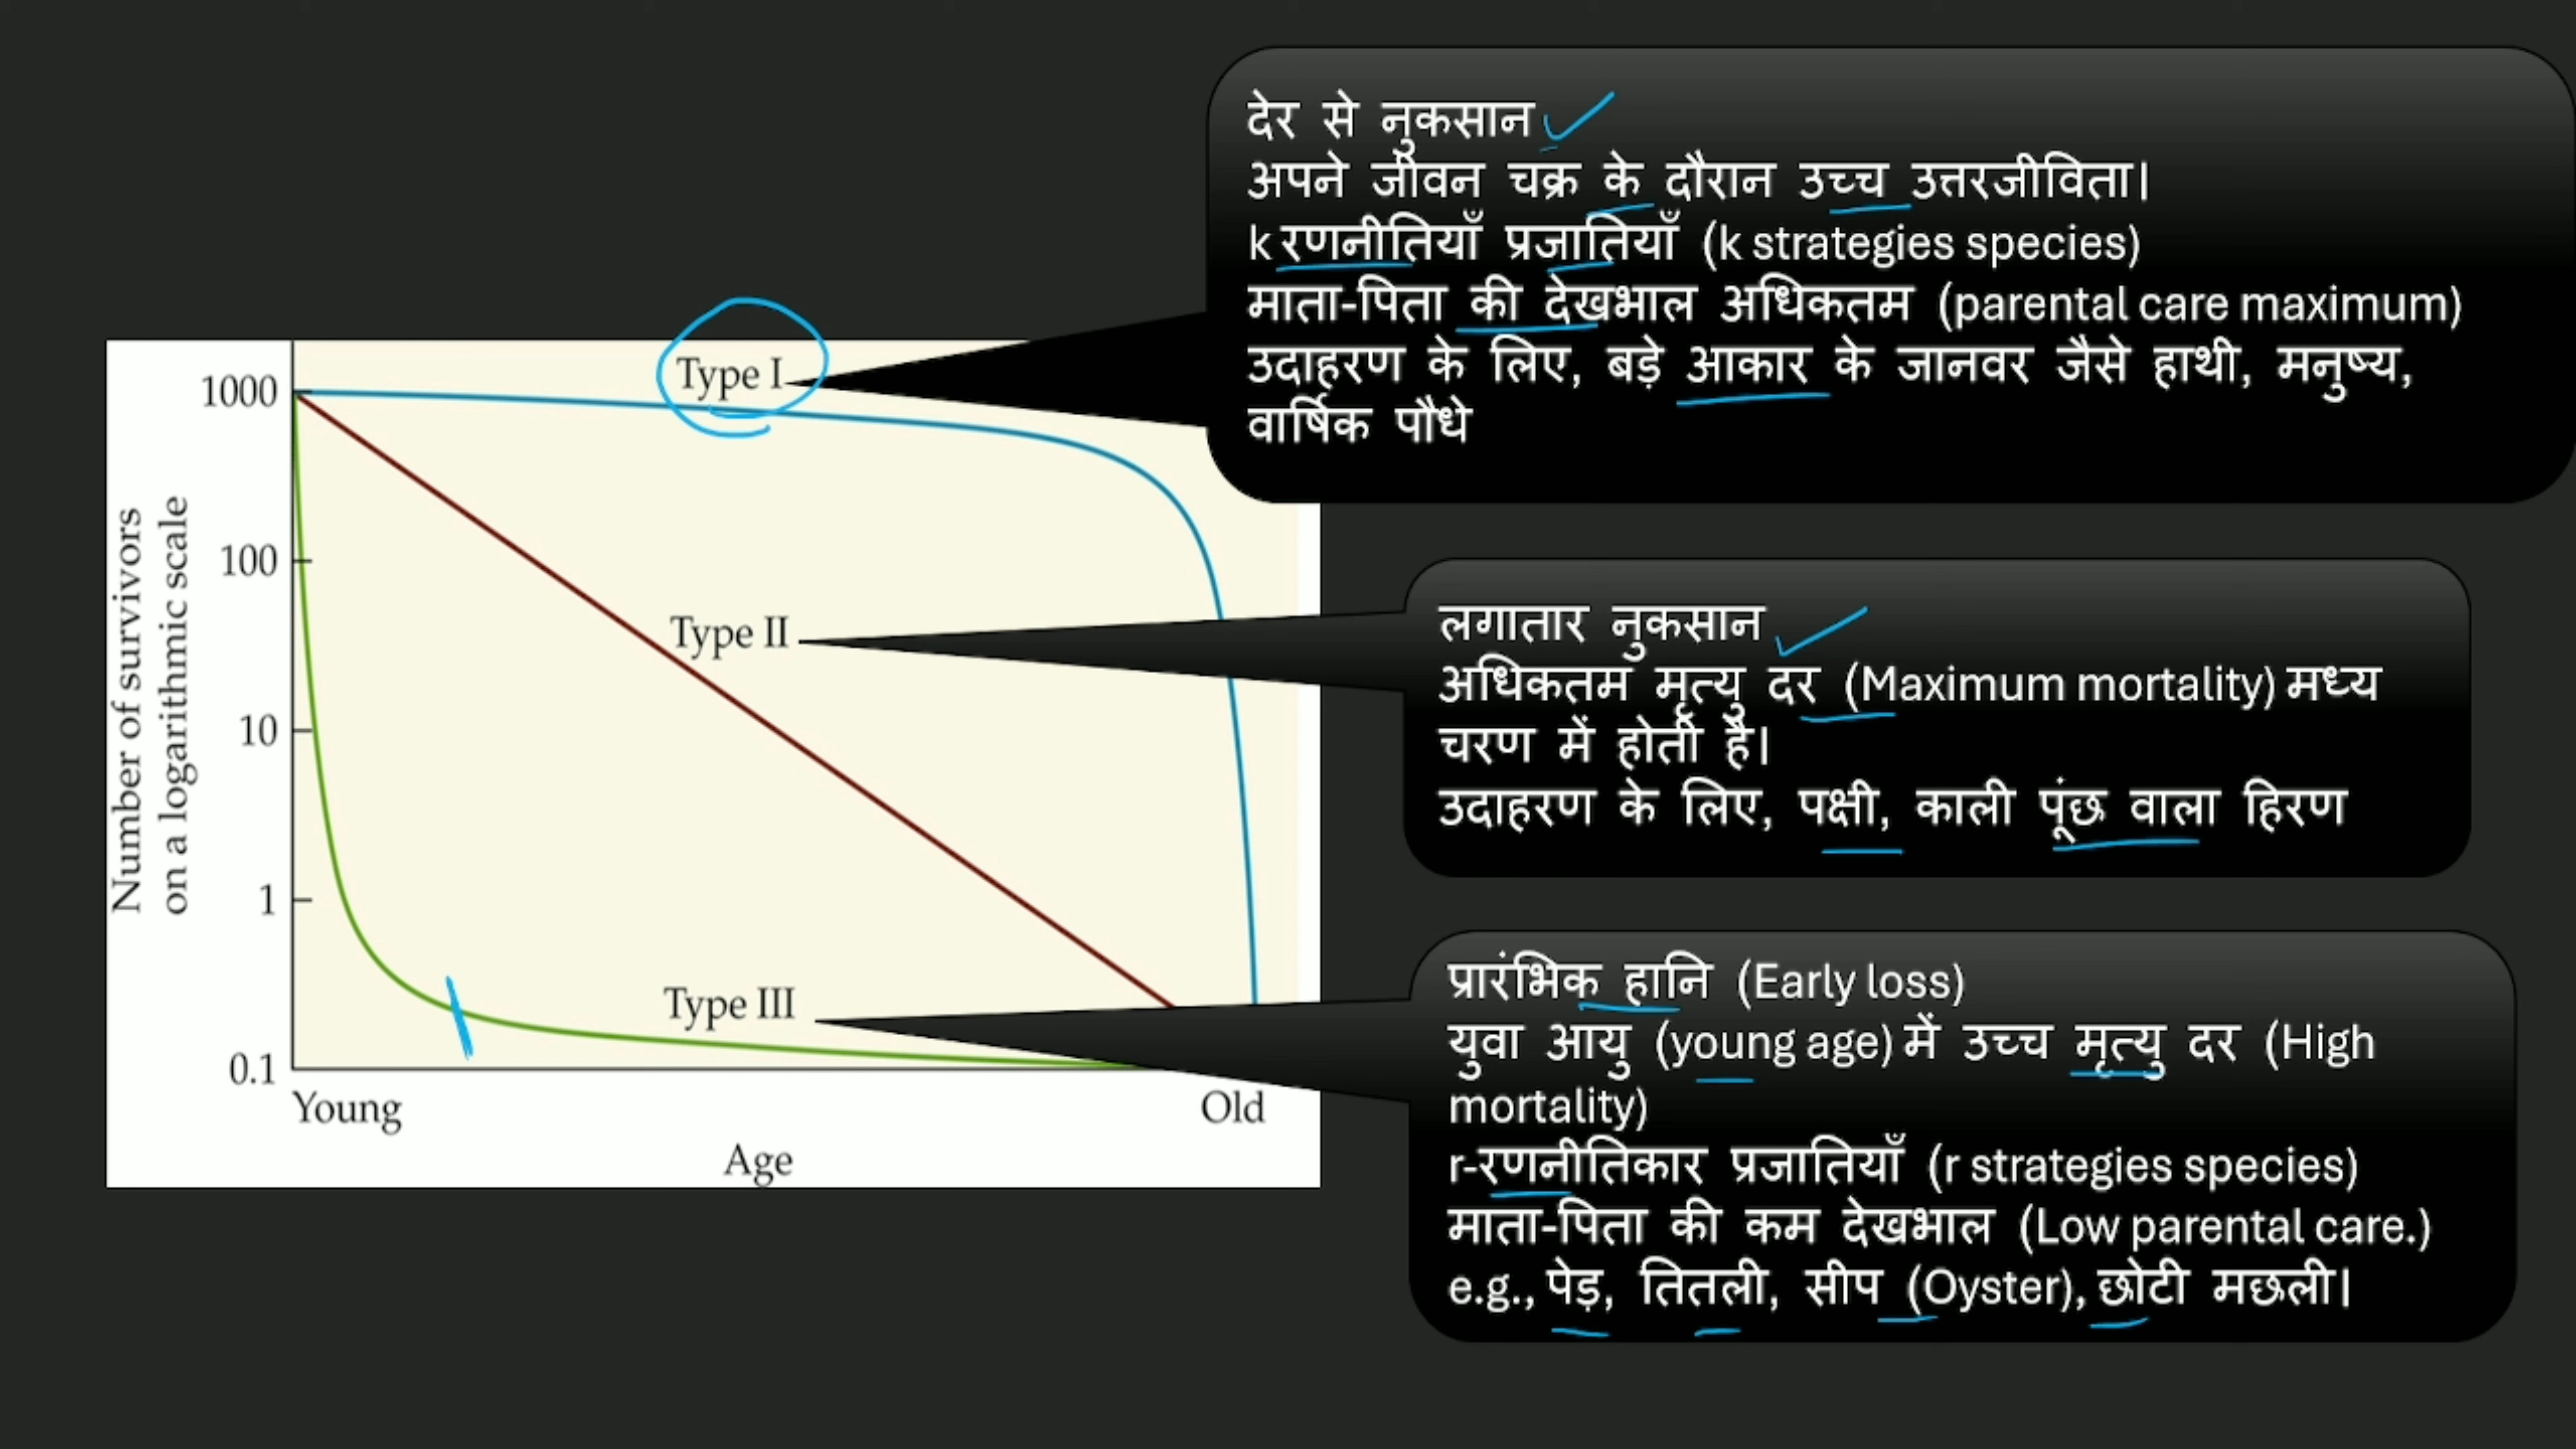 देर से नुकसान
अपने जीवन चक्र के दौरान उच्च उत्तरजीविता।
k रणनीतियाँ प्रजातियाँ (k strategies species)
माता-पिता की देखभाल अधिकतम (parental care maximum)
उदाहरण के लिए, बड़े आकार के जानवर जैसे हाथी, मनुष्य,
वार्षिक पौधे
Type I
1000
100
10
1
0.1
Number of survivors
on a logarithmic scale
Type II
Type III
Young
Old
Age
लगातार नुकसान
अधिकतम मृत्यु दर (Maximum mortality) मध्य
चरण में होती है।
उदाहरण के लिए, पक्षी, काली पूंछ वाला हिरण
प्रारंभिक हानि (Early loss)
युवा आयु (young age) में उच्च मृत्यु दर (High
mortality)
r-रणनीतिकार प्रजातियाँ (r strategies species)
माता-पिता की कम देखभाल (Low parental care.)
e.g., पेड़, तितली, सीप (Oyster), छोटी मछली।